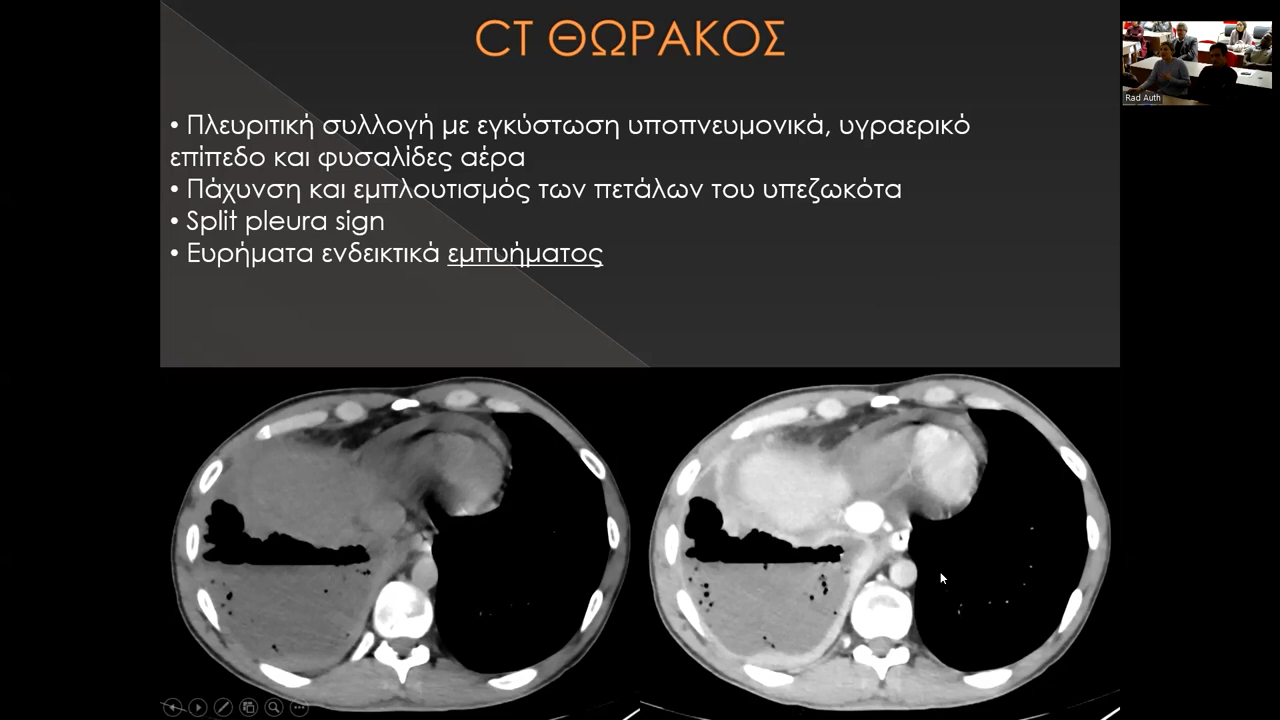 CT ΘΩΡΑΚΟΣ
• Πλευριτική συλλογή με εγκύστωση υποπνευμονικά, υγραερικό
επίπεδο και φυσαλίδες αέρα
• Πάχυνση και εμπλουτισμός των πετάλων του υπεζωκότα
• Split pleura sign
• Ευρήματα ενδεικτικά εμπυήματος
Rad Auth